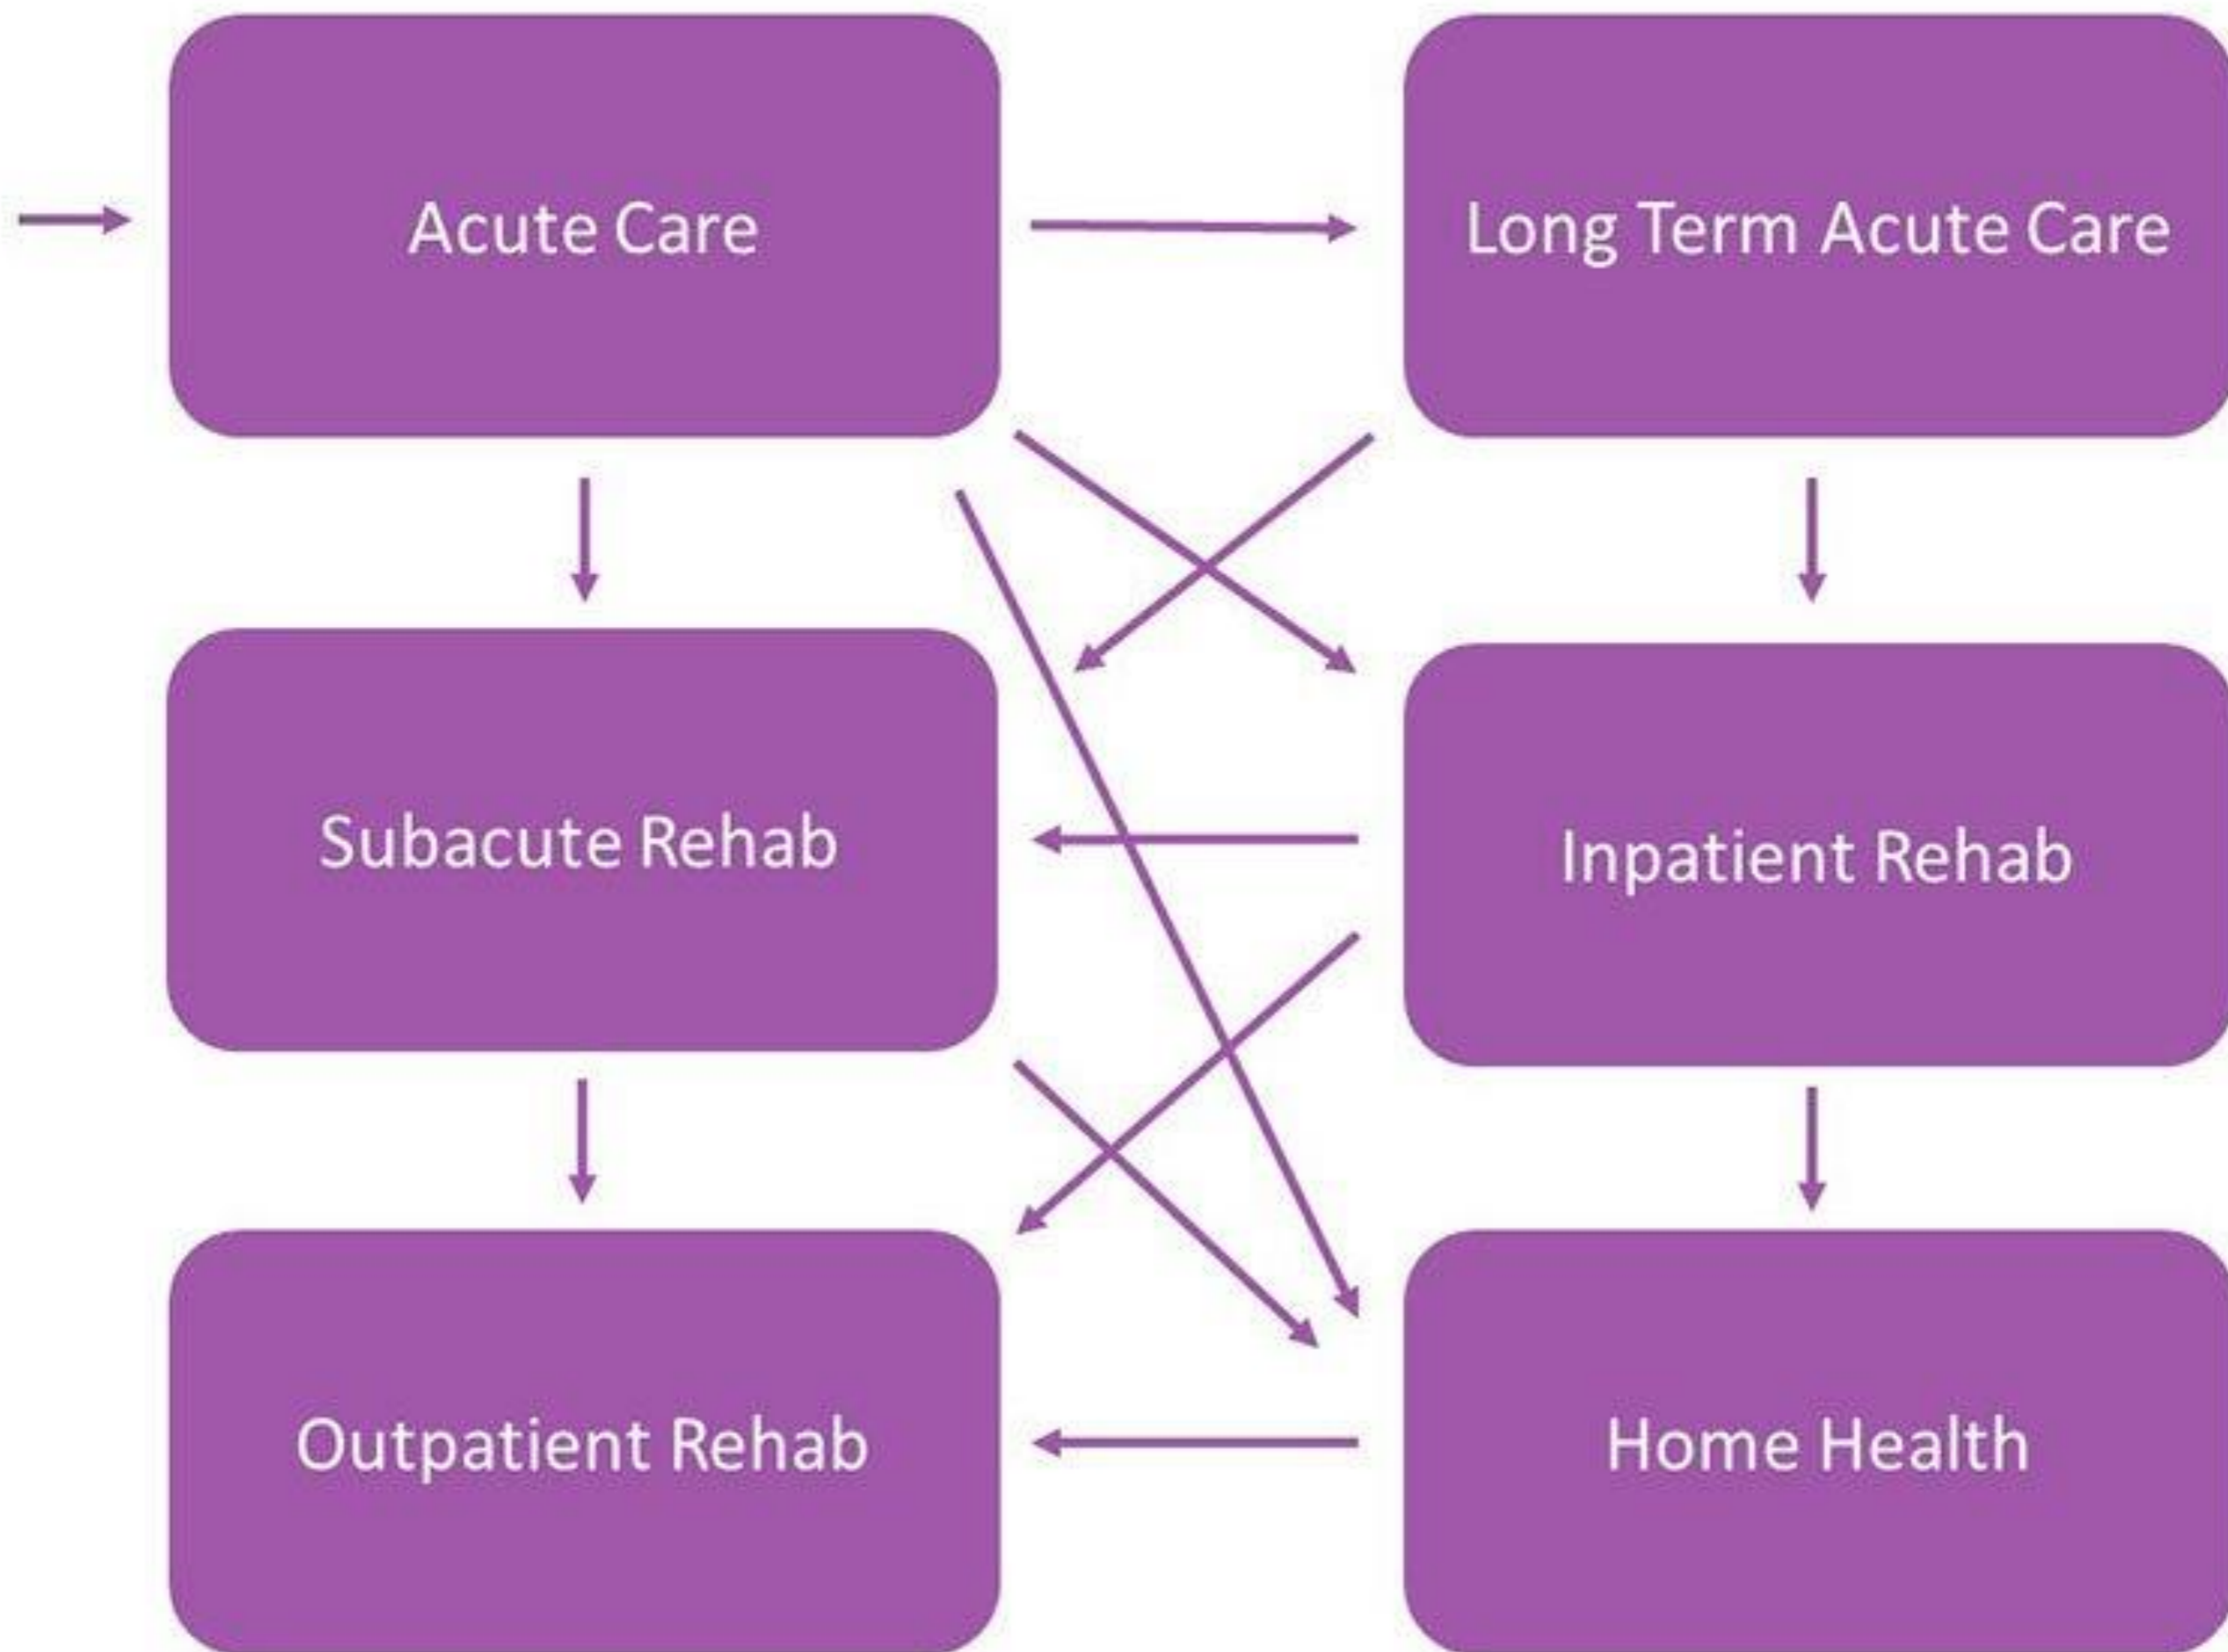 Acute Care
Long Term Acute Care
Subacute Rehab
Inpatient Rehab
Outpatient Rehab
Home Health